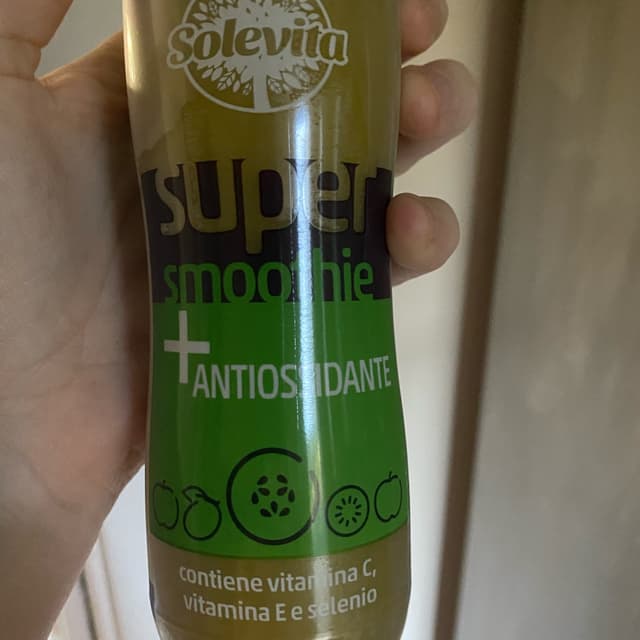 Solevita
super
smoothie
+
ANTIOSSIDANTE
contiene vitamina C,
vitamina E e selenio